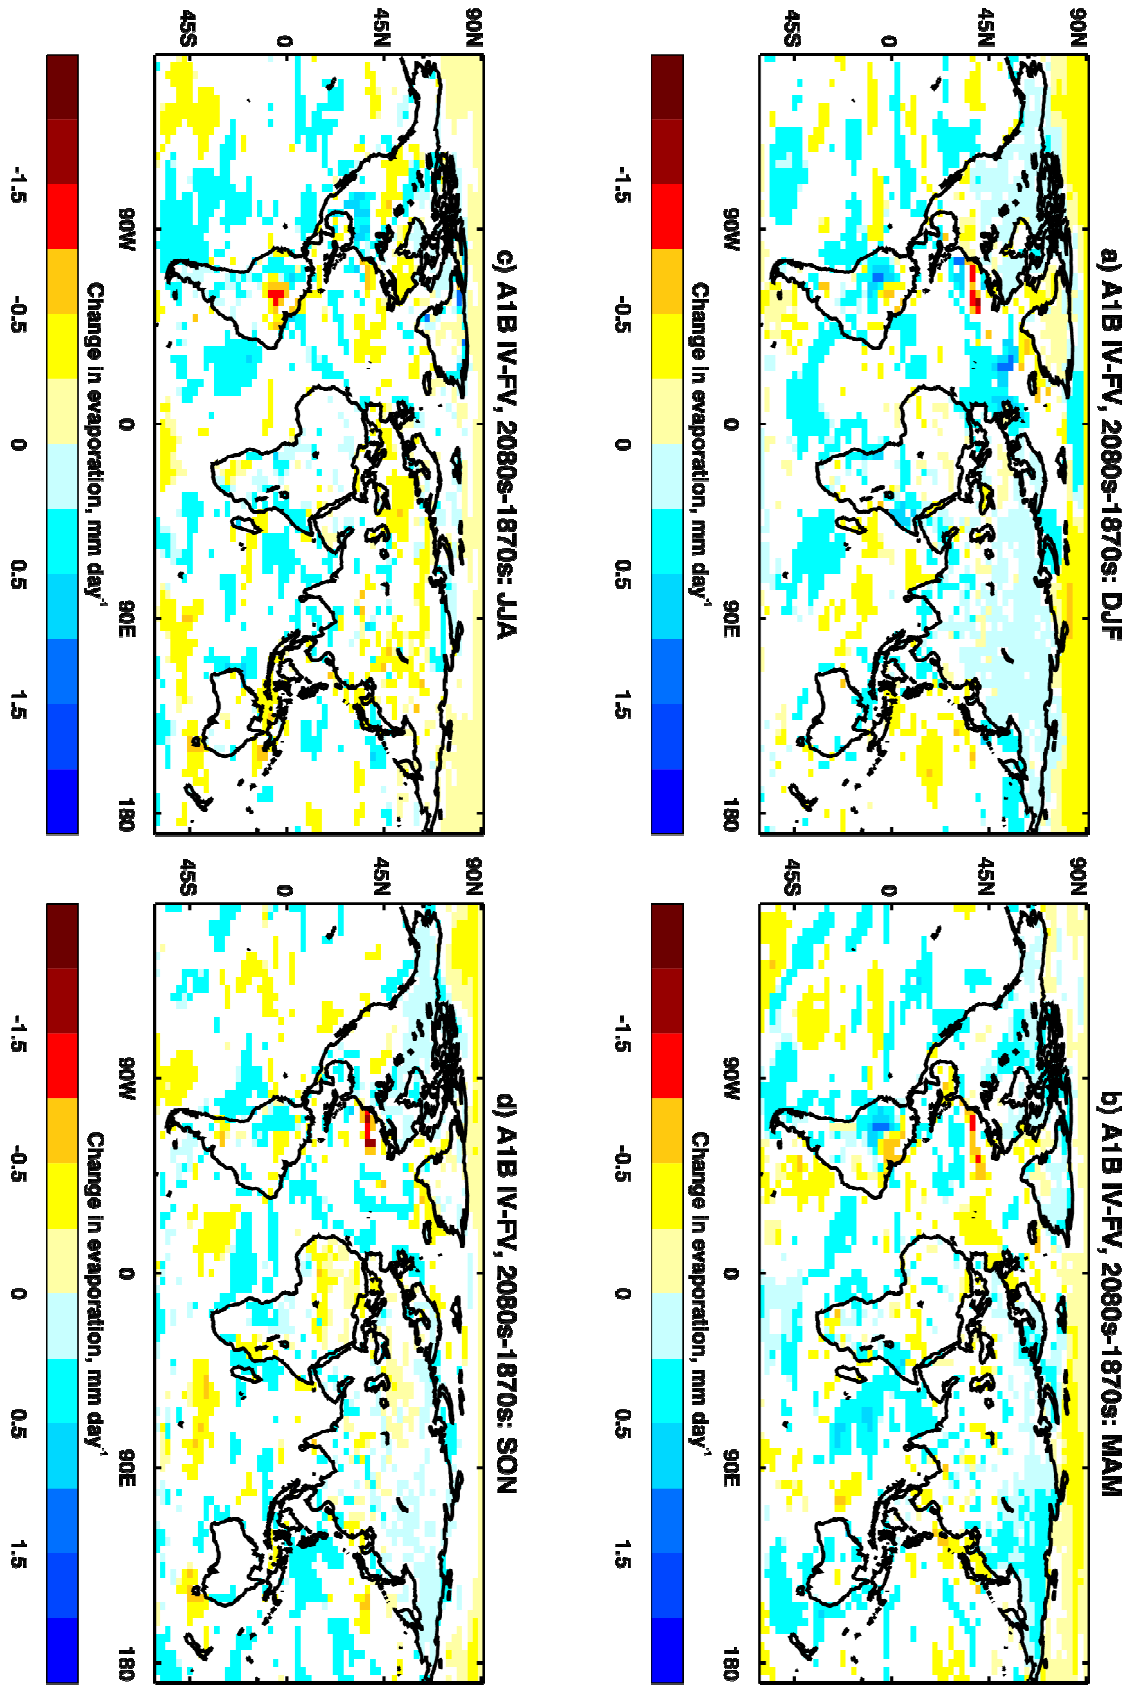 a) A1B IV-FV, 2080s-1870s: DJF
90N
45N
0
45S
90W
0
90E
180
-1.5
-0.5
0
0.5
1.5
Change in evaporation, mm day-1
b) A1B IV-FV, 2080s-1870s: MAM
90N
45N
0
45S
90W
0
90E
180
-1.5
-0.5
0
0.5
1.5
Change in evaporation, mm day-1
c) A1B IV-FV, 2080s-1870s: JJA
90N
45N
0
45S
90W
0
90E
180
-1.5
-0.5
0
0.5
1.5
Change in evaporation, mm day-1
d) A1B IV-FV, 2080s-1870s: SON
90N
45N
0
45S
90W
0
90E
180
-1.5
-0.5
0
0.5
1.5
Change in evaporation, mm day-1